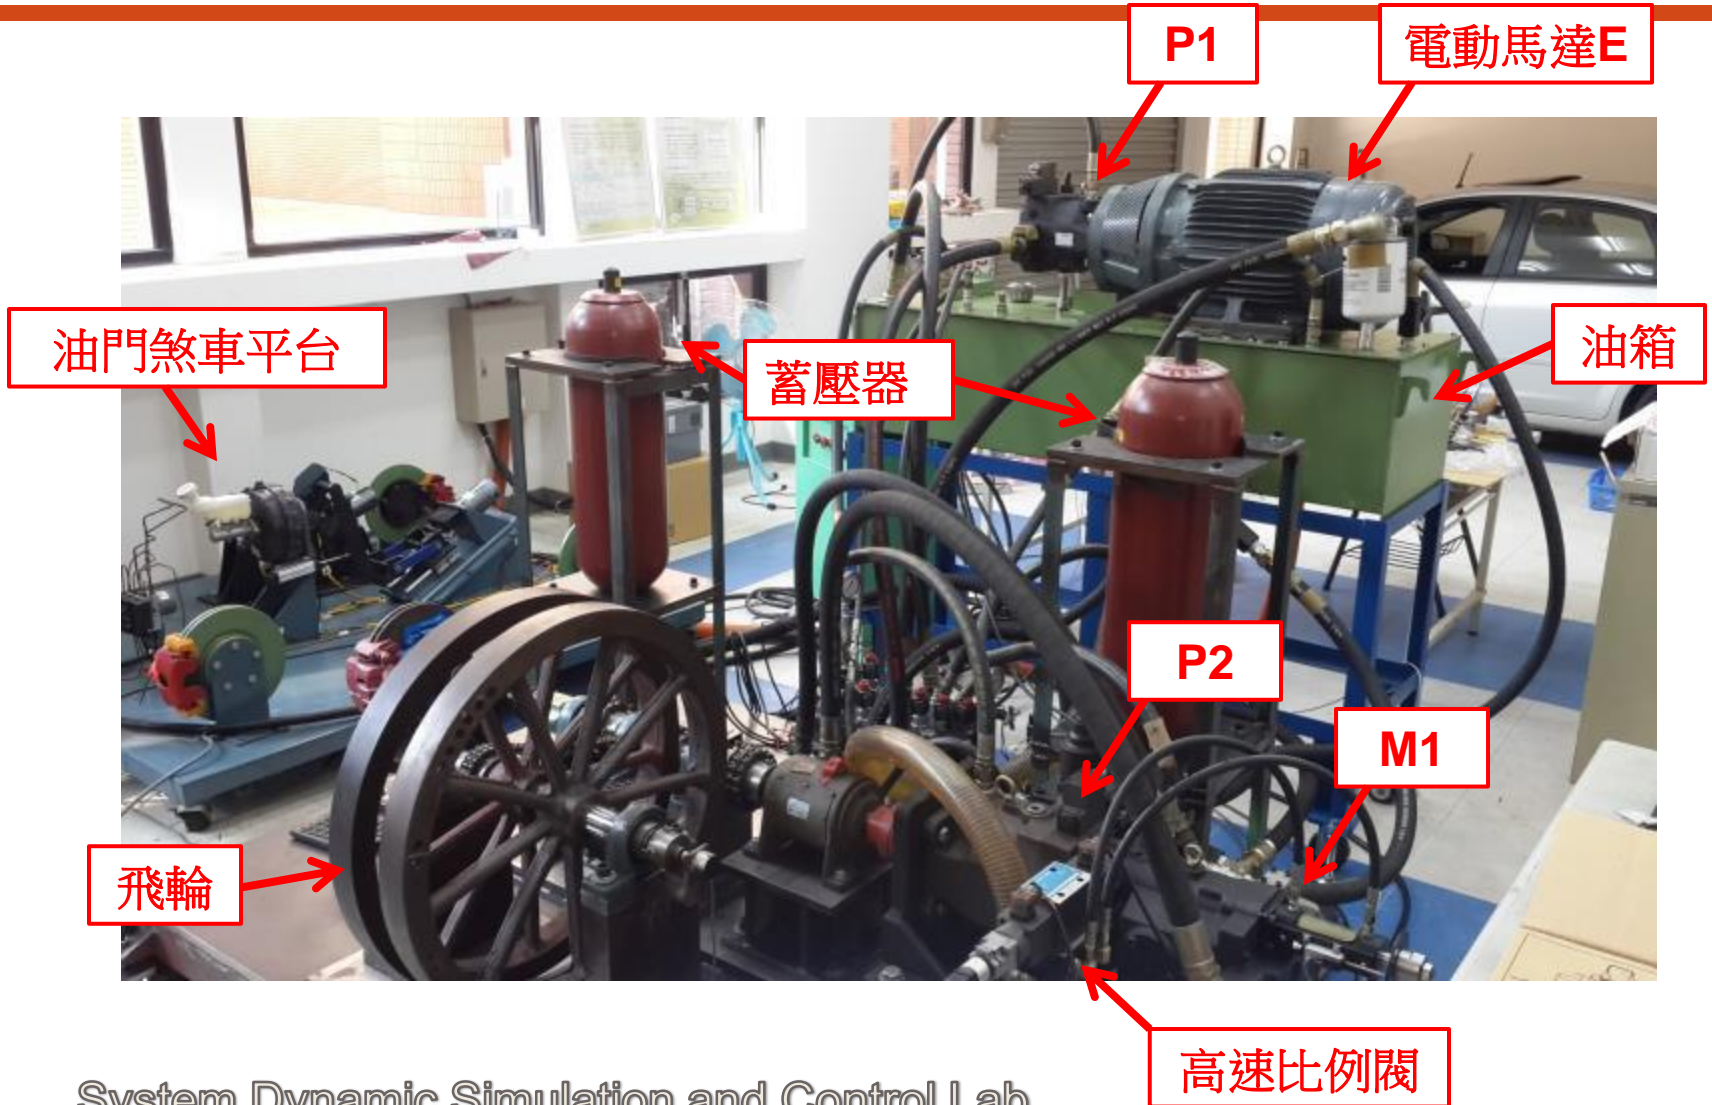 P1
電動馬達E
油門煞車平台
蓄壓器
油箱
P2
M1
飛輪
高速比例閥
System Dynamic Simulation and Control Lab